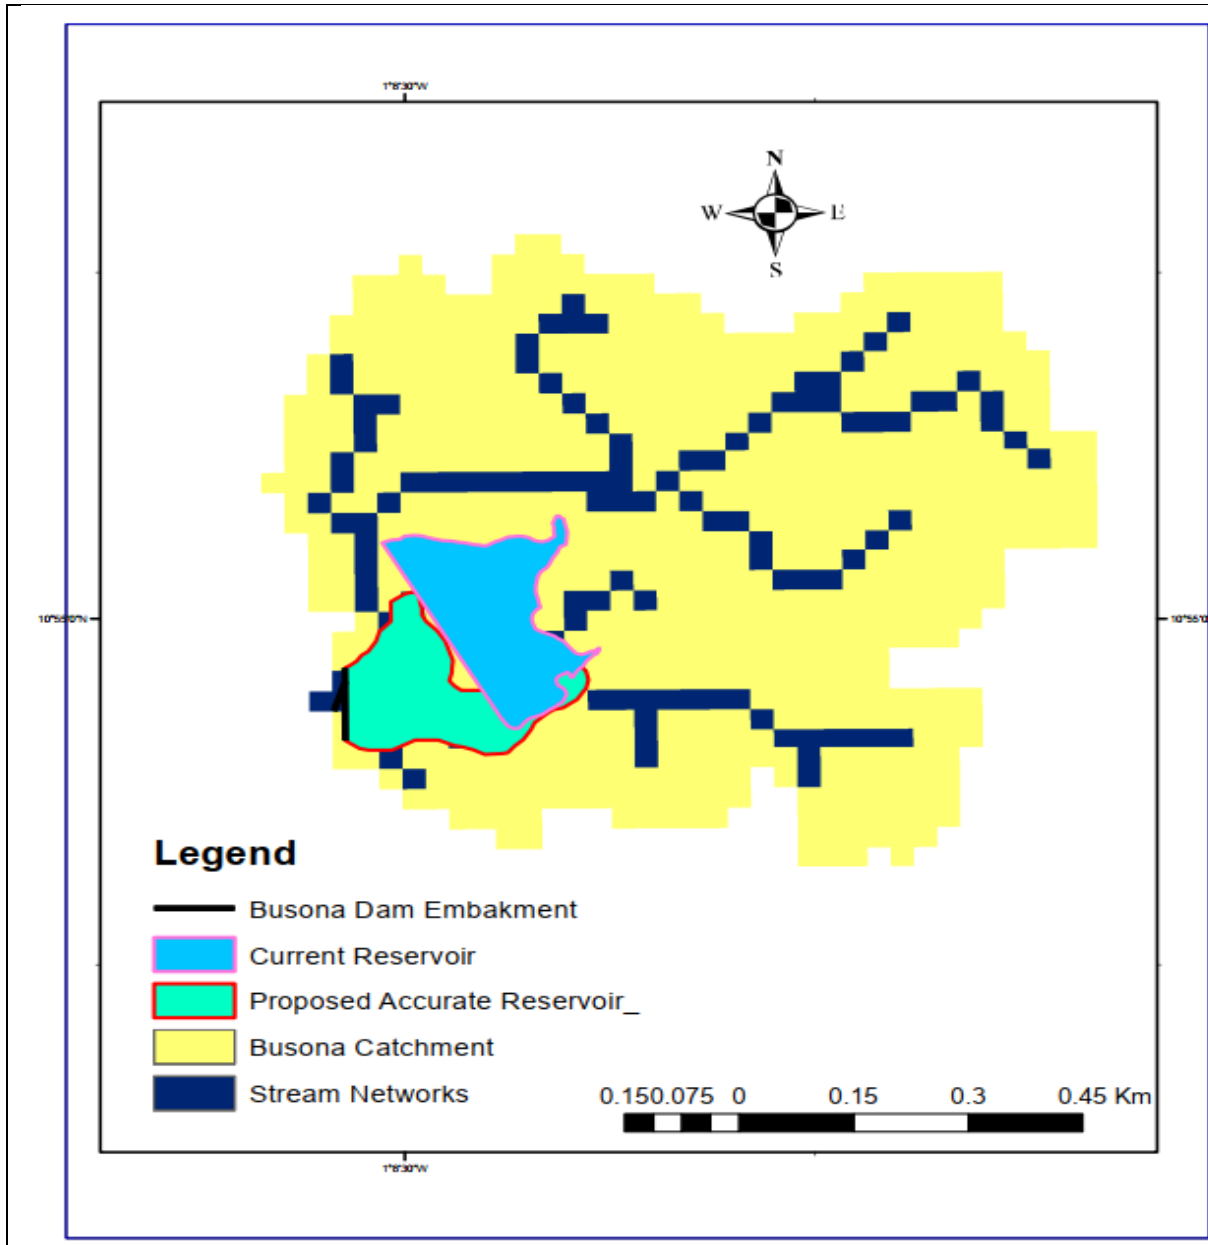 1°8'30"W
N
W E
S
10°55'0"N
10°55'0
Legend
Busona Dam Embakment
Current Reservoir
Proposed Accurate Reservoir_
Busona Catchment
Stream Networks
0.150.075 0 0.15 0.3 0.45 Km
1°8'30"W